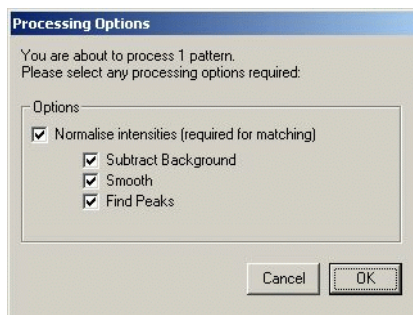 Processing Options
You are about to process 1 pattern.
Please select any processing options required:
Options
Normalise intensities (required for matching)
Subtract Background
Smooth
Find Peaks
Cancel OK